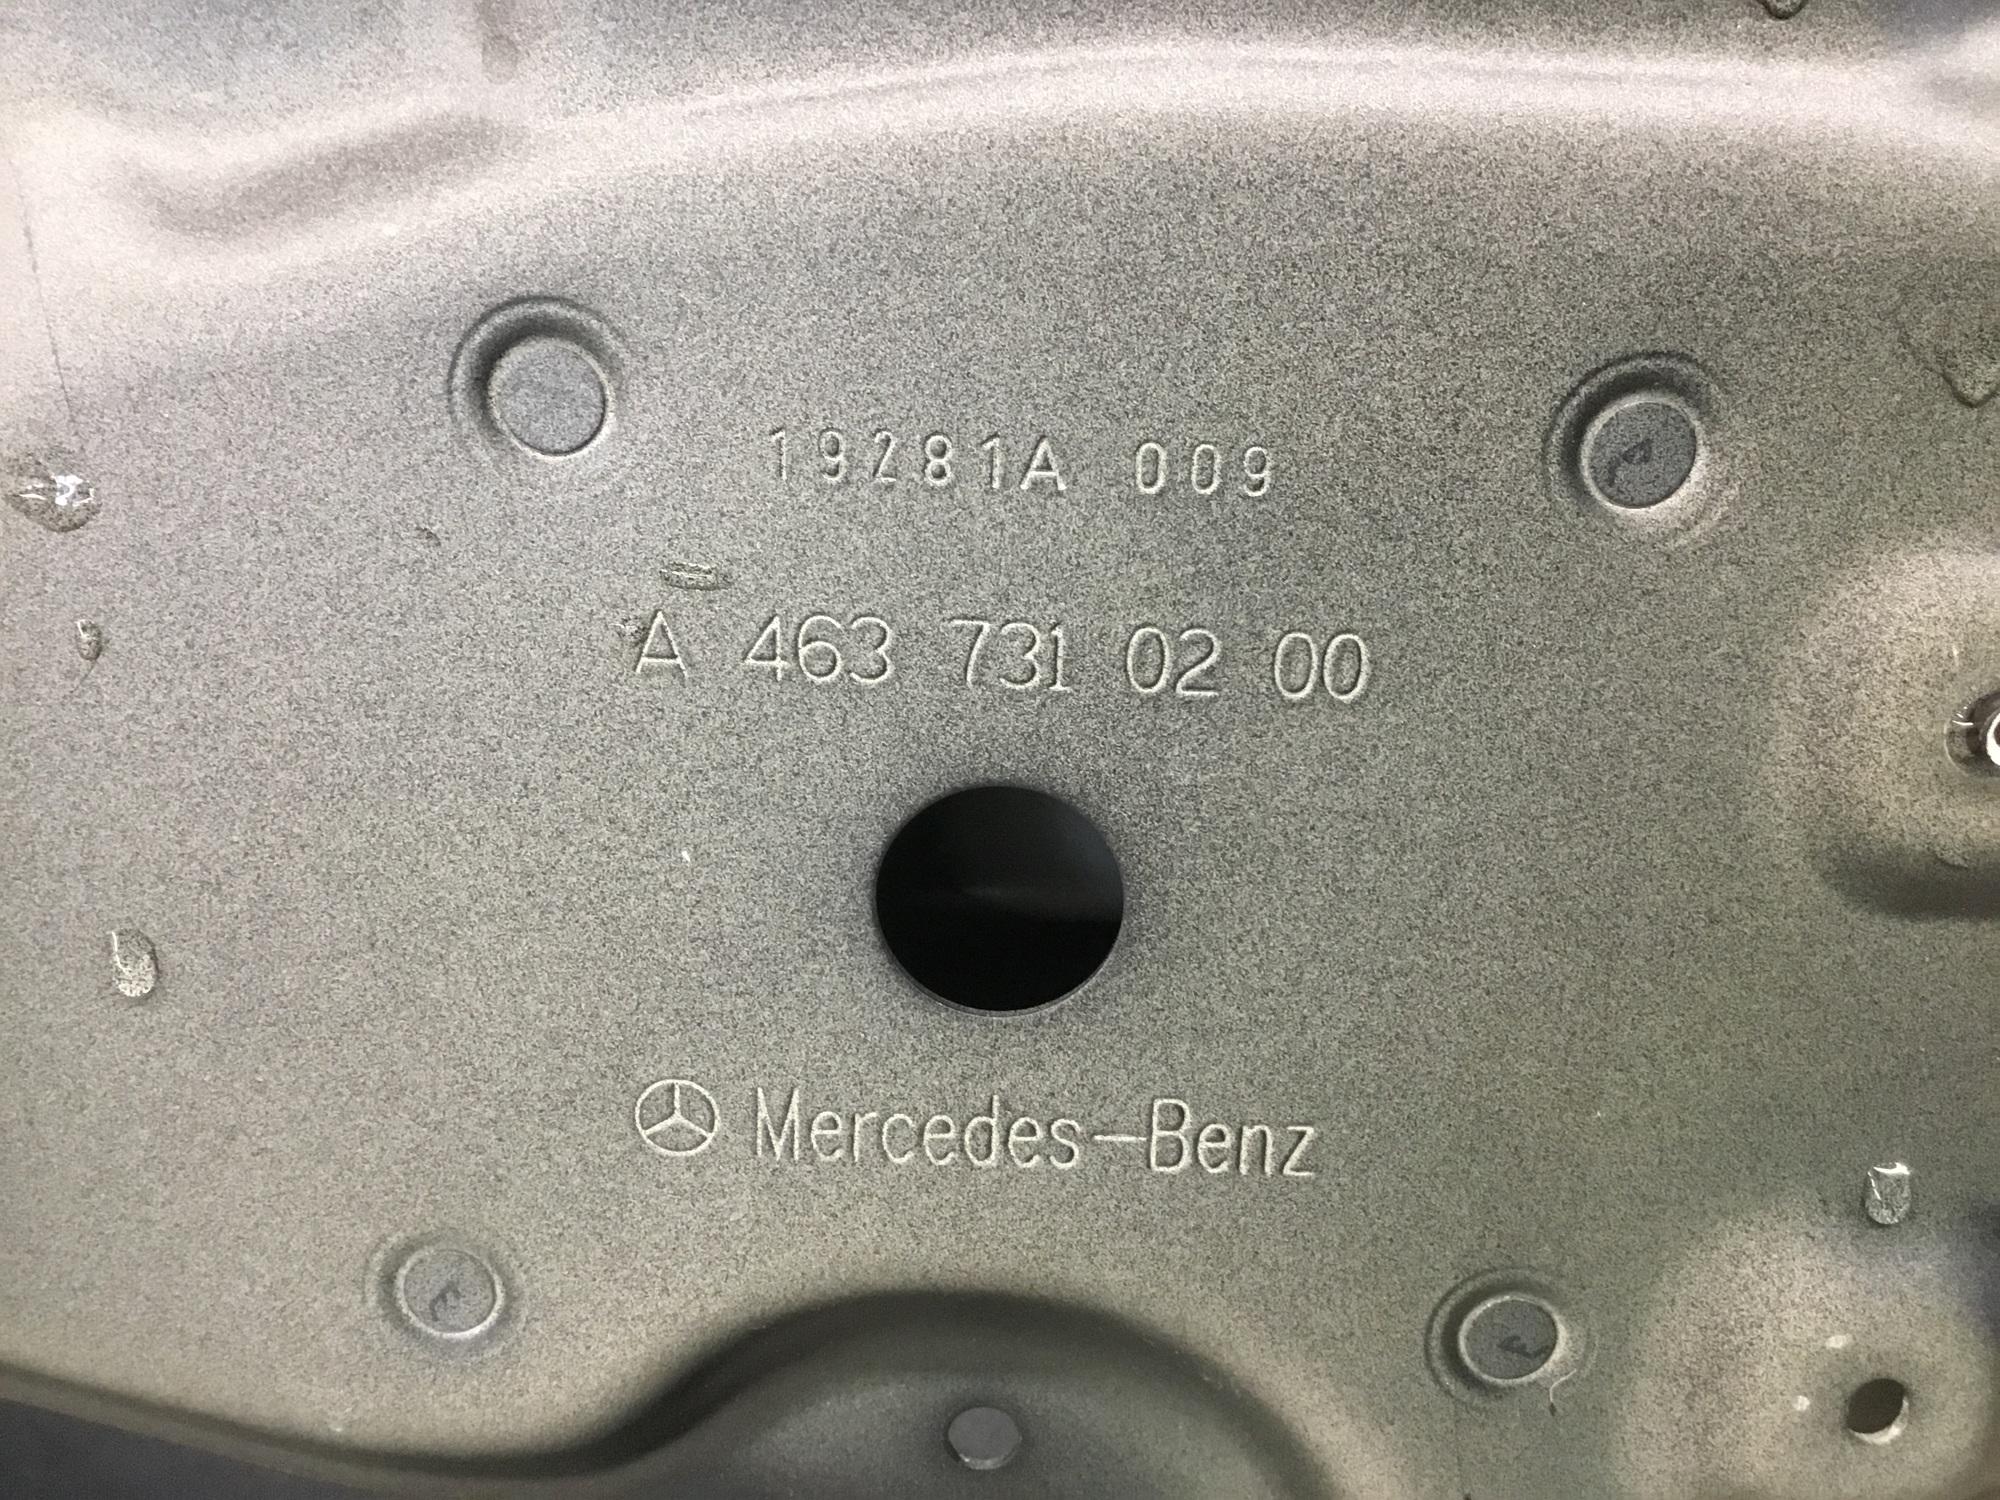 19281A 009
A 463 731 02 00
Mercedes-Benz